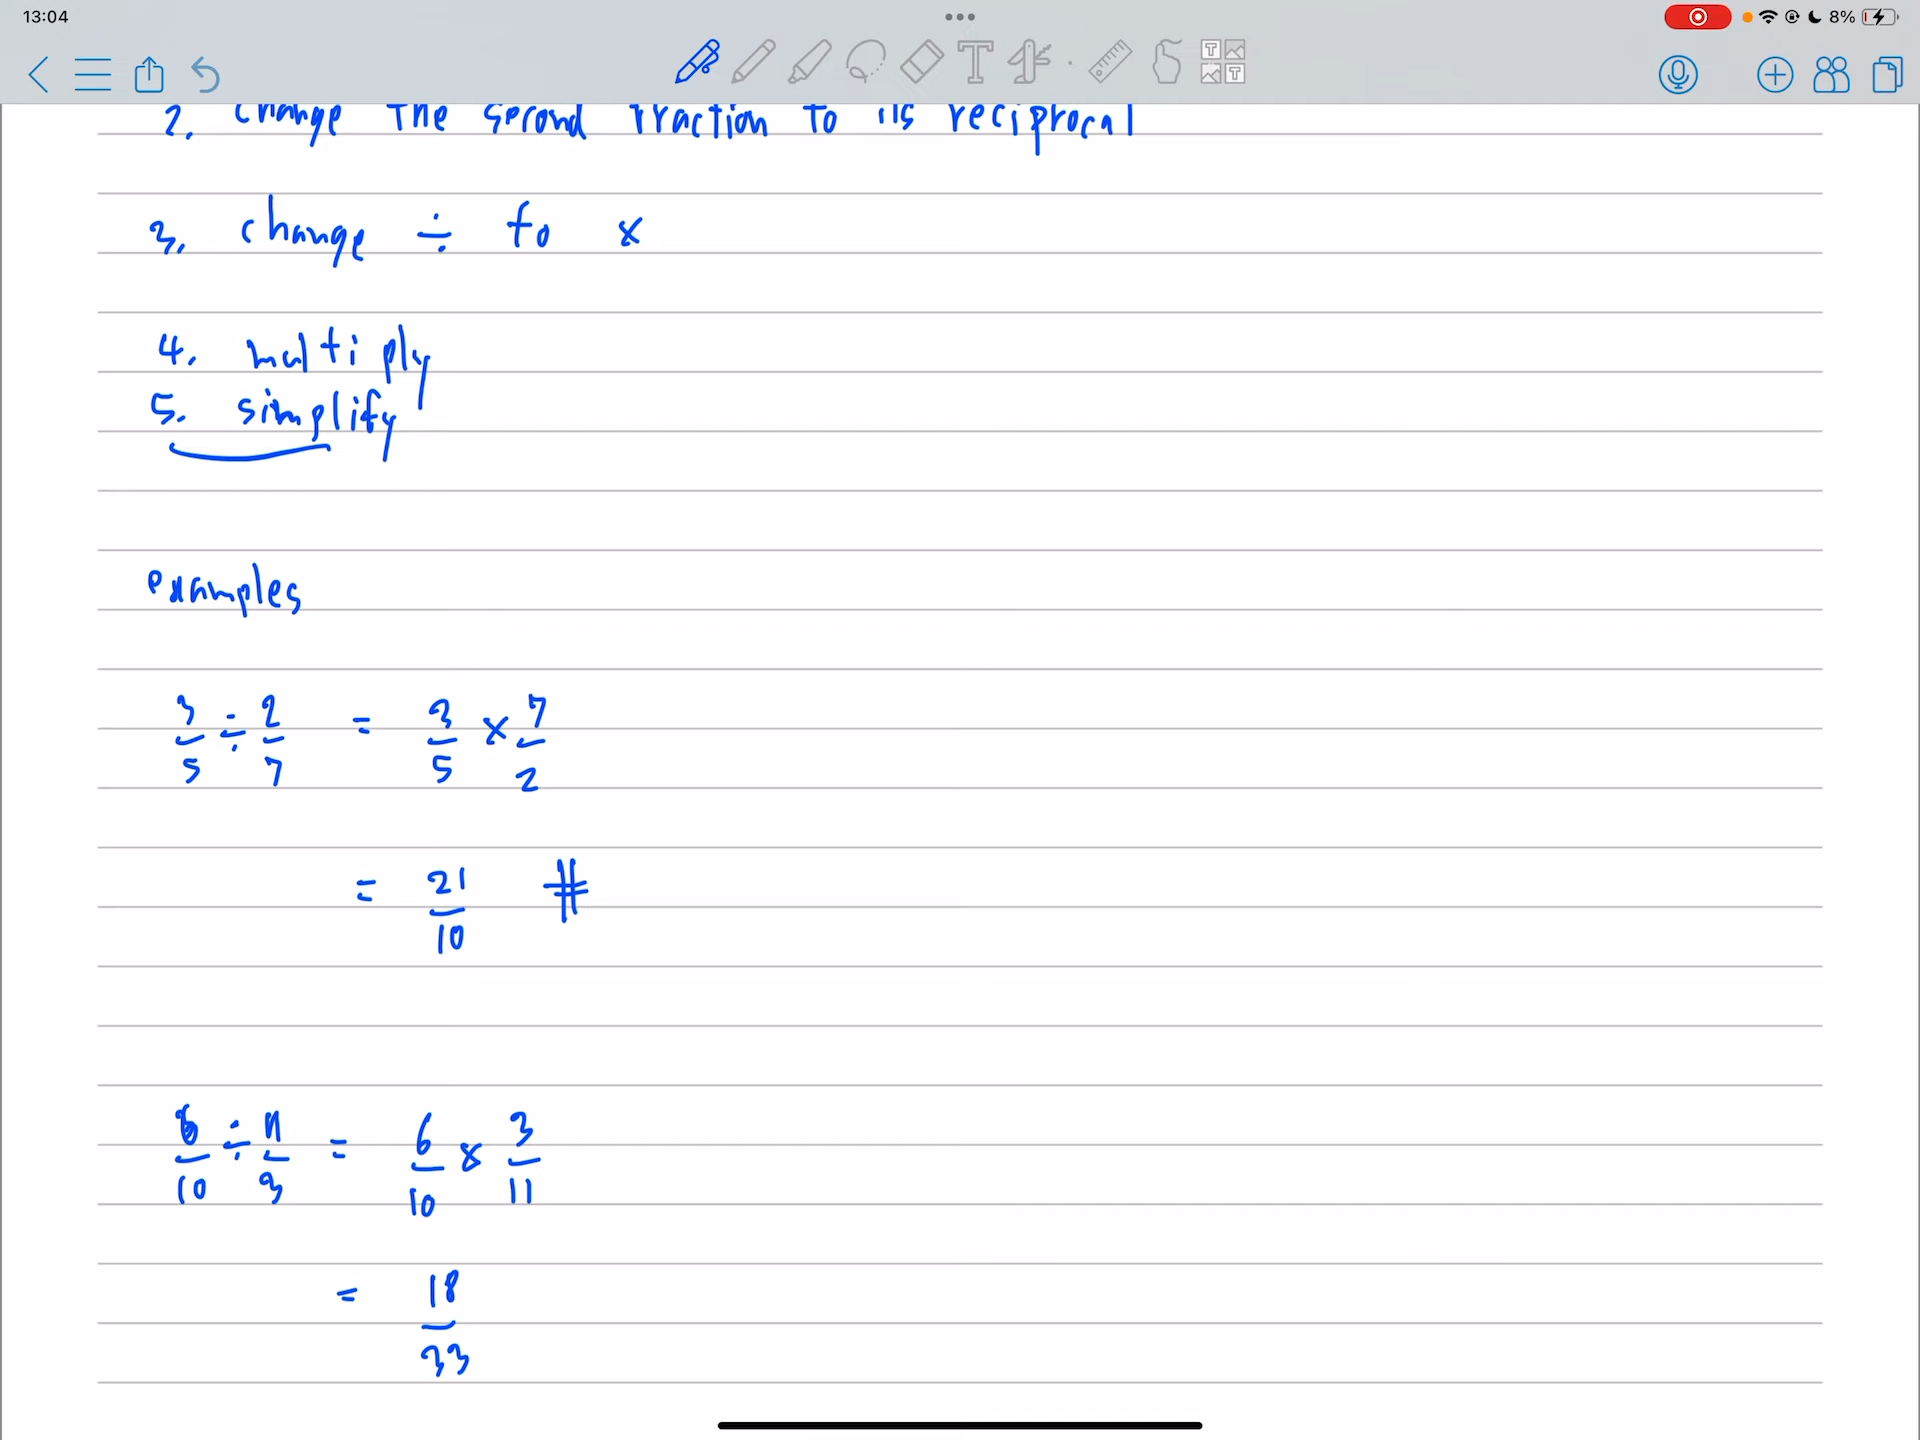 13:04
8%
2. change the second fraction to its reciprocal
3. change ÷ to ×
4. multiply
5. simplify
examples
3/5 ÷ 2/7 = 3/5 × 7/2
= 21/10 #
6/10 ÷ 11/3 = 6/10 × 3/11
= 18/33